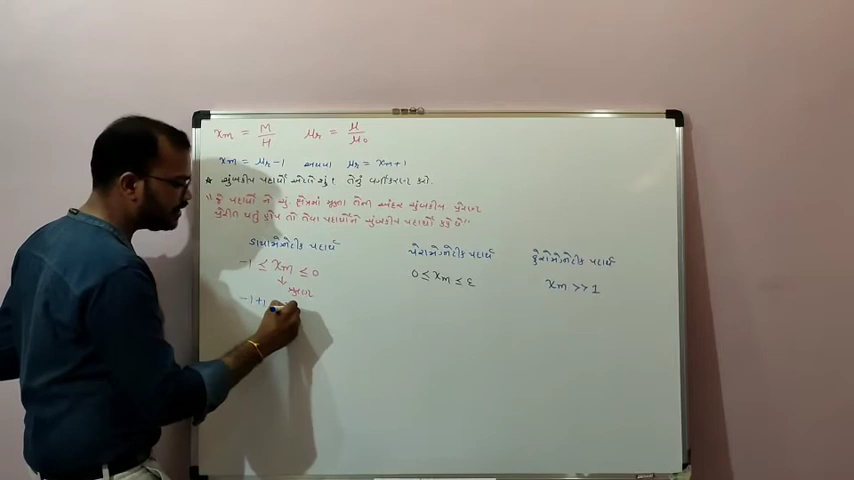 χm = M/H    μr = μ/μ0
χm = μr-1  અથવા  μr = χm+1
* ચુંબકીય પદાર્થો એટલે શું? તેનું વર્ગીકરણ કરો.
"જે પદાર્થો ને ચું. ક્ષેત્રમાં મૂકતા તેની અંદર ચુંબકીય
પ્રેરીત થતું હોય તો તેવા પદાર્થોને ચુંબકીય પદાર્થો કહે છે"
ડાયામેગ્નેટીક પદાર્થ    પેરામેગ્નેટીક પદાર્થ    ફેરોમેગ્નેટીક પદાર્થ
-1 ≤ χm ≤ 0    0 ≤ χm ≤ ε    χm >> 1
↓
-1+1